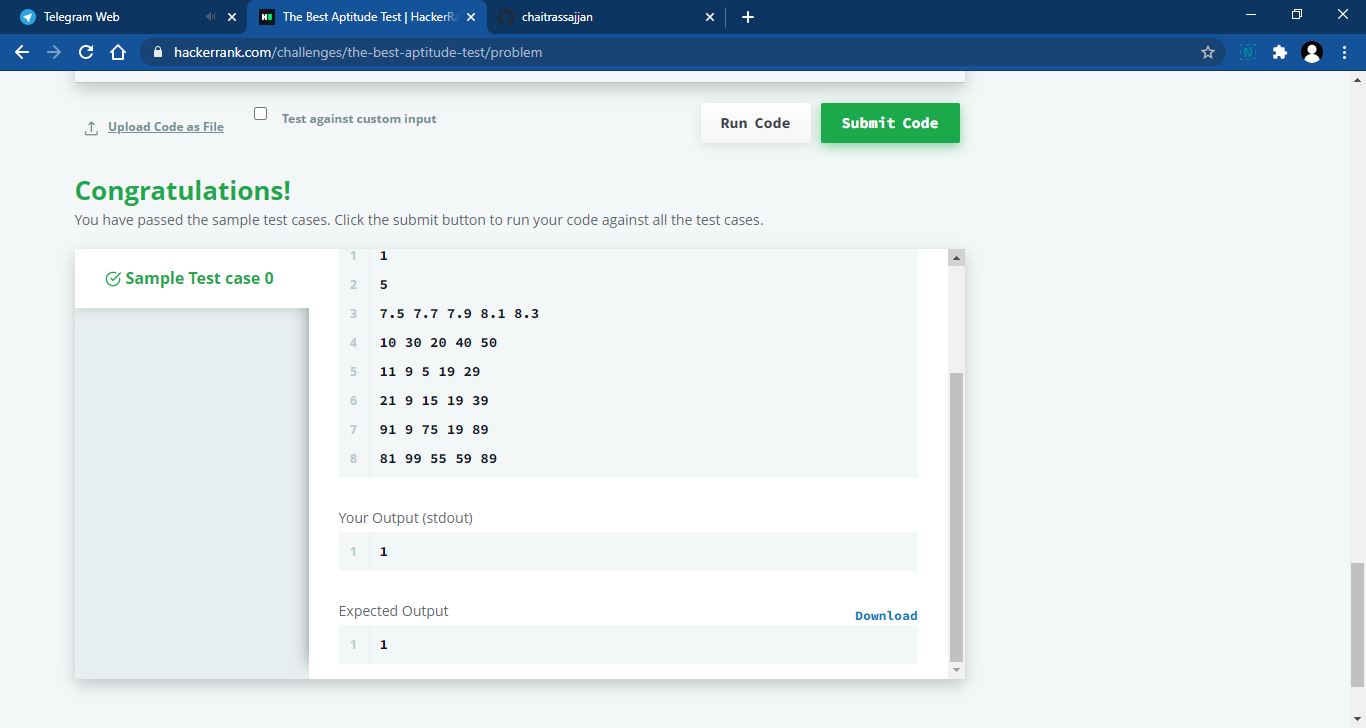 Telegram Web
The Best Aptitude Test | HackerRa
chaitrassajjan
hackerrank.com/challenges/the-best-aptitude-test/problem
Upload Code as File
Test against custom input
Run Code
Submit Code
Congratulations!
You have passed the sample test cases. Click the submit button to run your code against all the test cases.
Sample Test case 0
1 1
2 5
3 7.5 7.7 7.9 8.1 8.3
4 10 30 20 40 50
5 11 9 5 19 29
6 21 9 15 19 39
7 91 9 75 19 89
8 81 99 55 59 89
Your Output (stdout)
1 1
Expected Output
Download
1 1